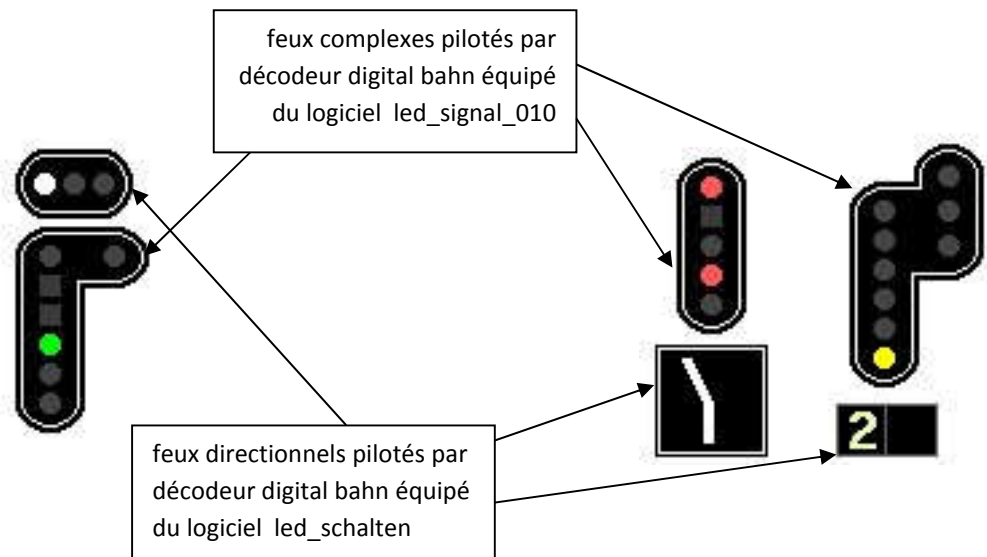 feux complexes pilotés par
décodeur digital bahn équipé
du logiciel led_signal_010
2
feux directionnels pilotés par
décodeur digital bahn équipé
du logiciel led_schalten